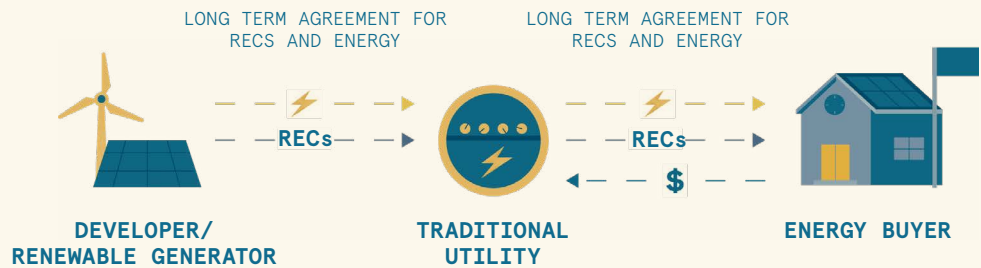 LONG TERM AGREEMENT FOR
RECS AND ENERGY
LONG TERM AGREEMENT FOR
RECS AND ENERGY
RECs
RECs
$
DEVELOPER/
RENEWABLE GENERATOR
TRADITIONAL
UTILITY
ENERGY BUYER